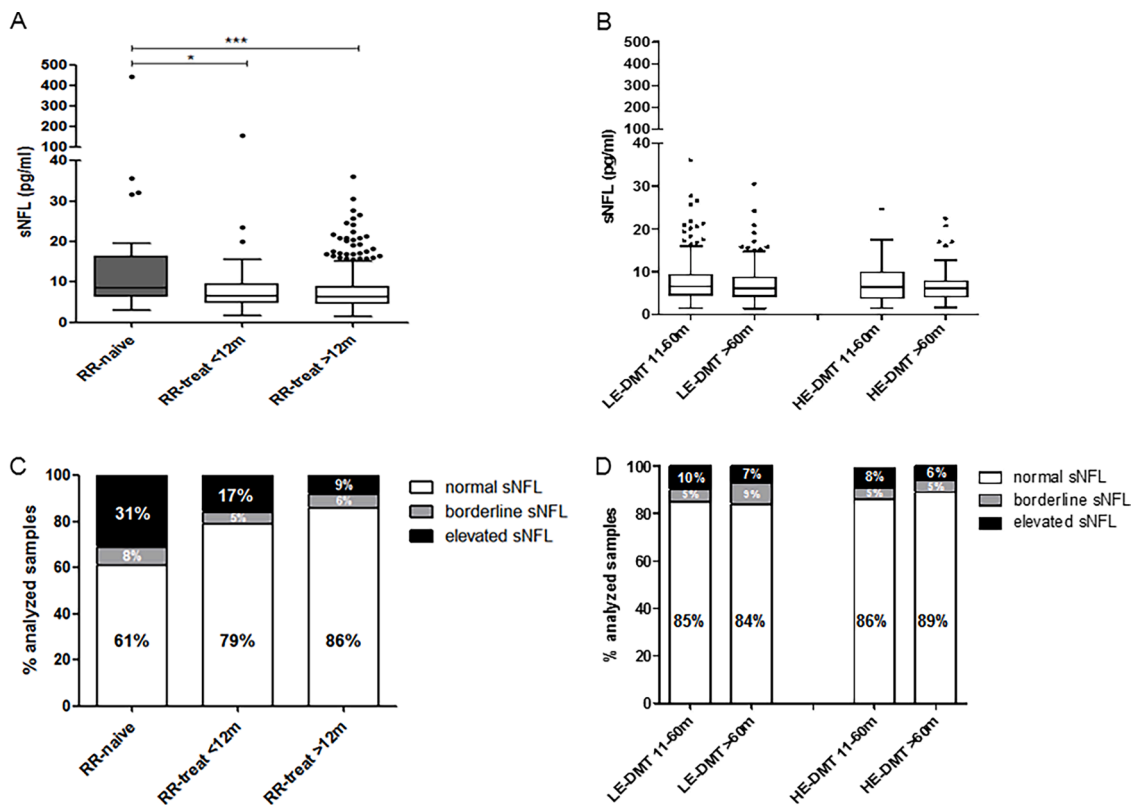 A
***
*
500
400
300
200
100
40
30
20
10
0
sNFL (pg/ml)
RR-naive
RR-treat <12m
RR-treat >12m
B
500
400
300
200
100
40
30
20
10
0
sNFL (pg/ml)
LE-DMT 11-60m
LE-DMT >60m
HE-DMT 11-60m
HE-DMT >60m
C
100
80
60
40
20
0
% analyzed samples
31%
8%
61%
17%
5%
79%
9%
6%
86%
RR-naive
RR-treat <12m
RR-treat >12m
normal sNFL
borderline sNFL
elevated sNFL
D
100
80
60
40
20
0
% analyzed samples
10%
5%
85%
7%
9%
84%
8%
5%
86%
6%
5%
89%
LE-DMT 11-60m
LE-DMT >60m
HE-DMT 11-60m
HE-DMT >60m
normal sNFL
borderline sNFL
elevated sNFL